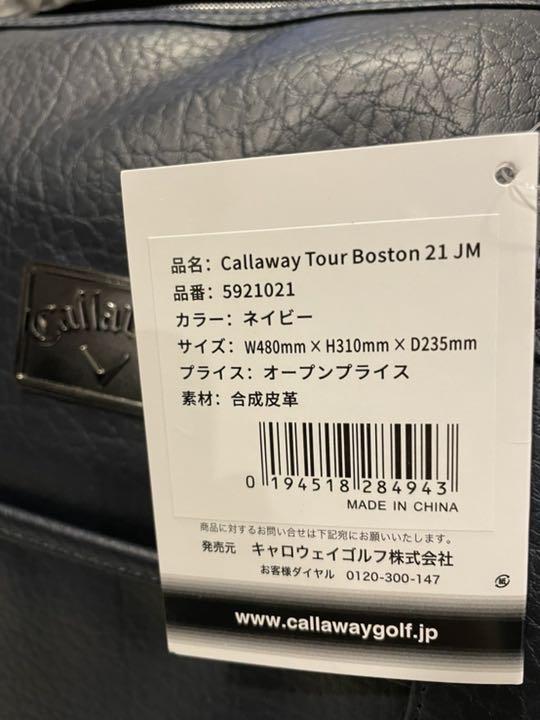 品名: Callaway Tour Boston 21 JM
品番: 5921021
カラー: ネイビー
サイズ: W480mm×H310mm×D235mm
プライス: オープンプライス
素材: 合成皮革
0 194518 284943
MADE IN CHINA
商品に対するお問い合せは下記宛にお願いいたします。
発売元 キャロウェイゴルフ株式会社
お客様ダイヤル 0120-300-147
www.callawaygolf.jp